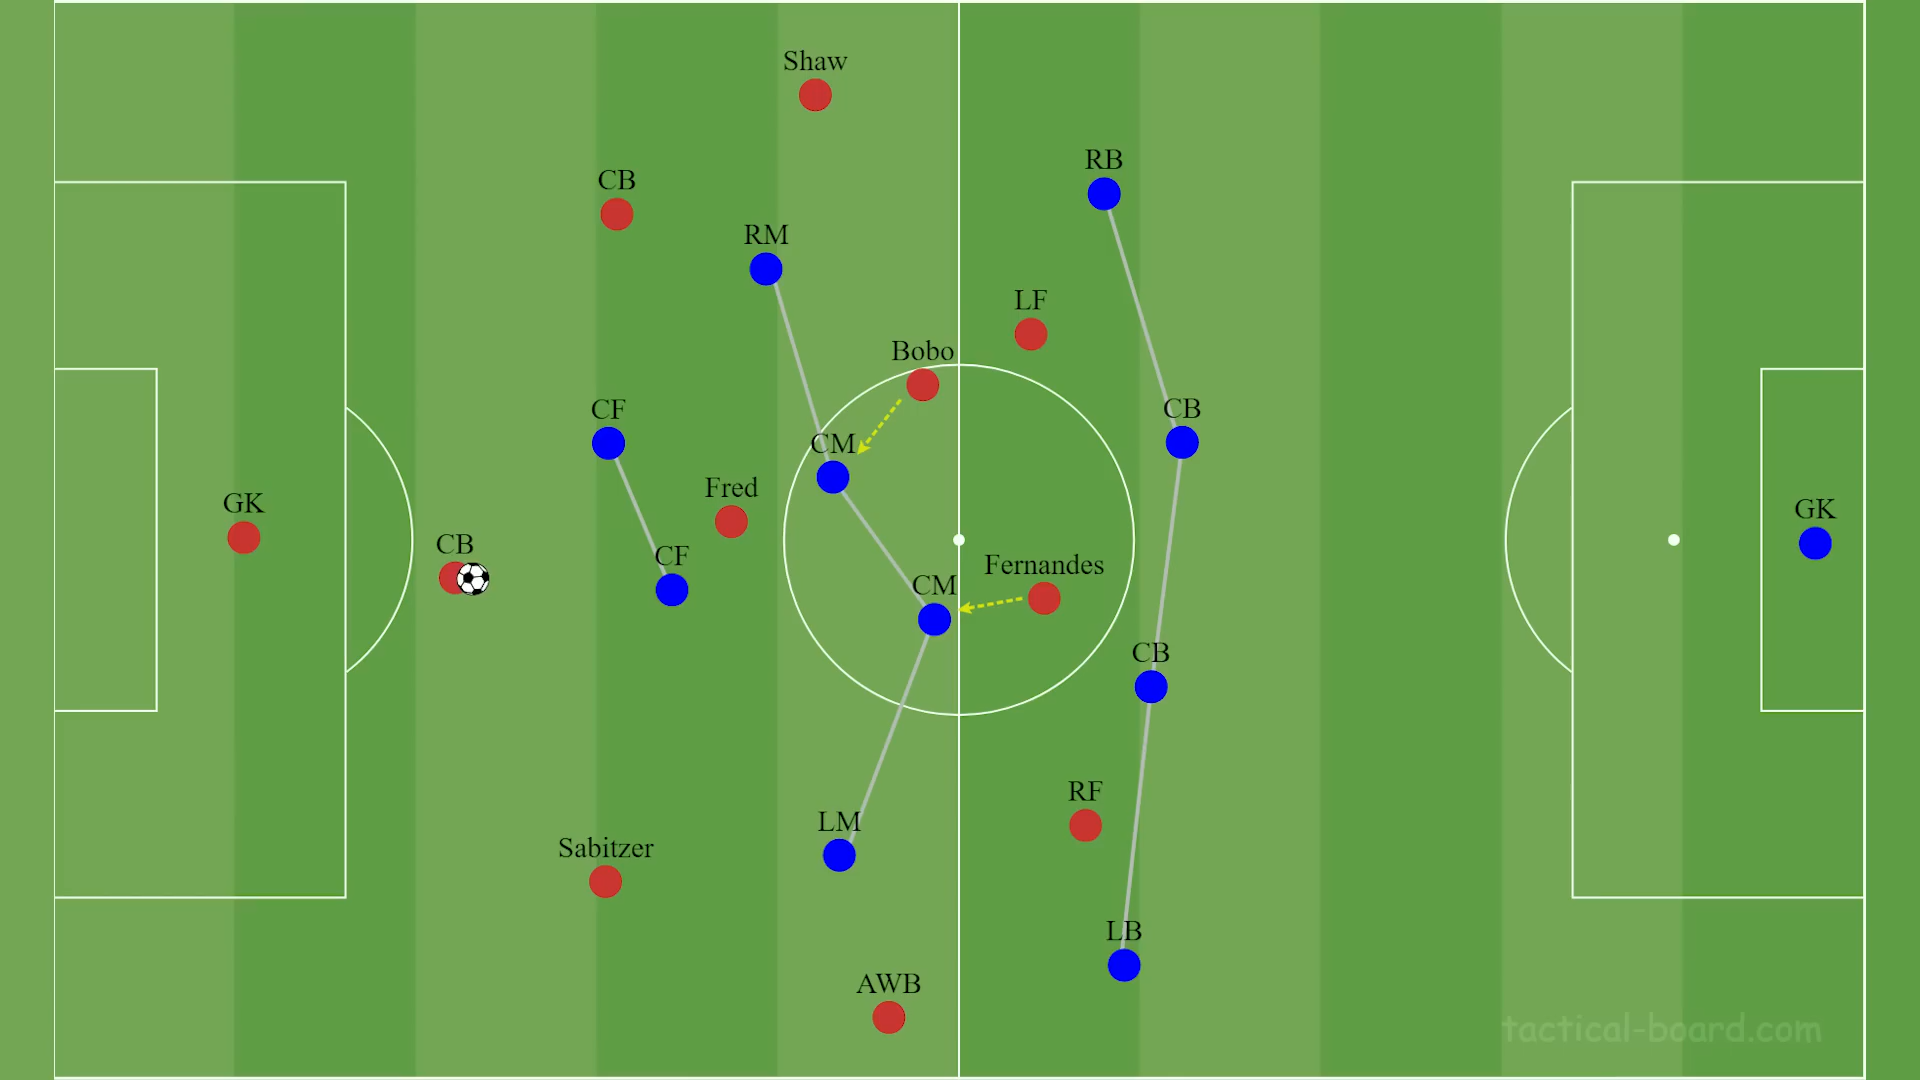 Shaw
RB
CB
RM
LF
Bobo
CF
CB
CM
Fred
GK
GK
CB
CF
Fernandes
CM
CB
RF
LM
Sabitzer
LB
AWB
tactical-board.com